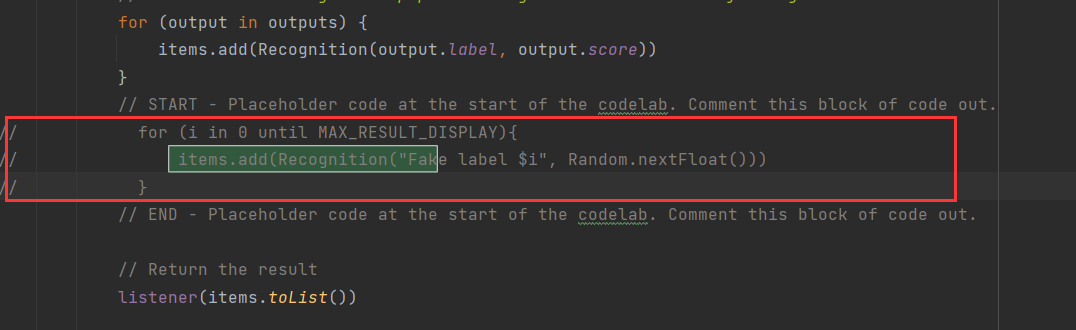 for (output in outputs) {
items.add(Recognition(output.label, output.score))
}
// START - Placeholder code at the start of the codelab. Comment this block of code out.
// for (i in 0 until MAX_RESULT_DISPLAY){
// items.add(Recognition("Fake label $i", Random.nextFloat()))
// }
// END - Placeholder code at the start of the codelab. Comment this block of code out.
// Return the result
listener(items.toList())